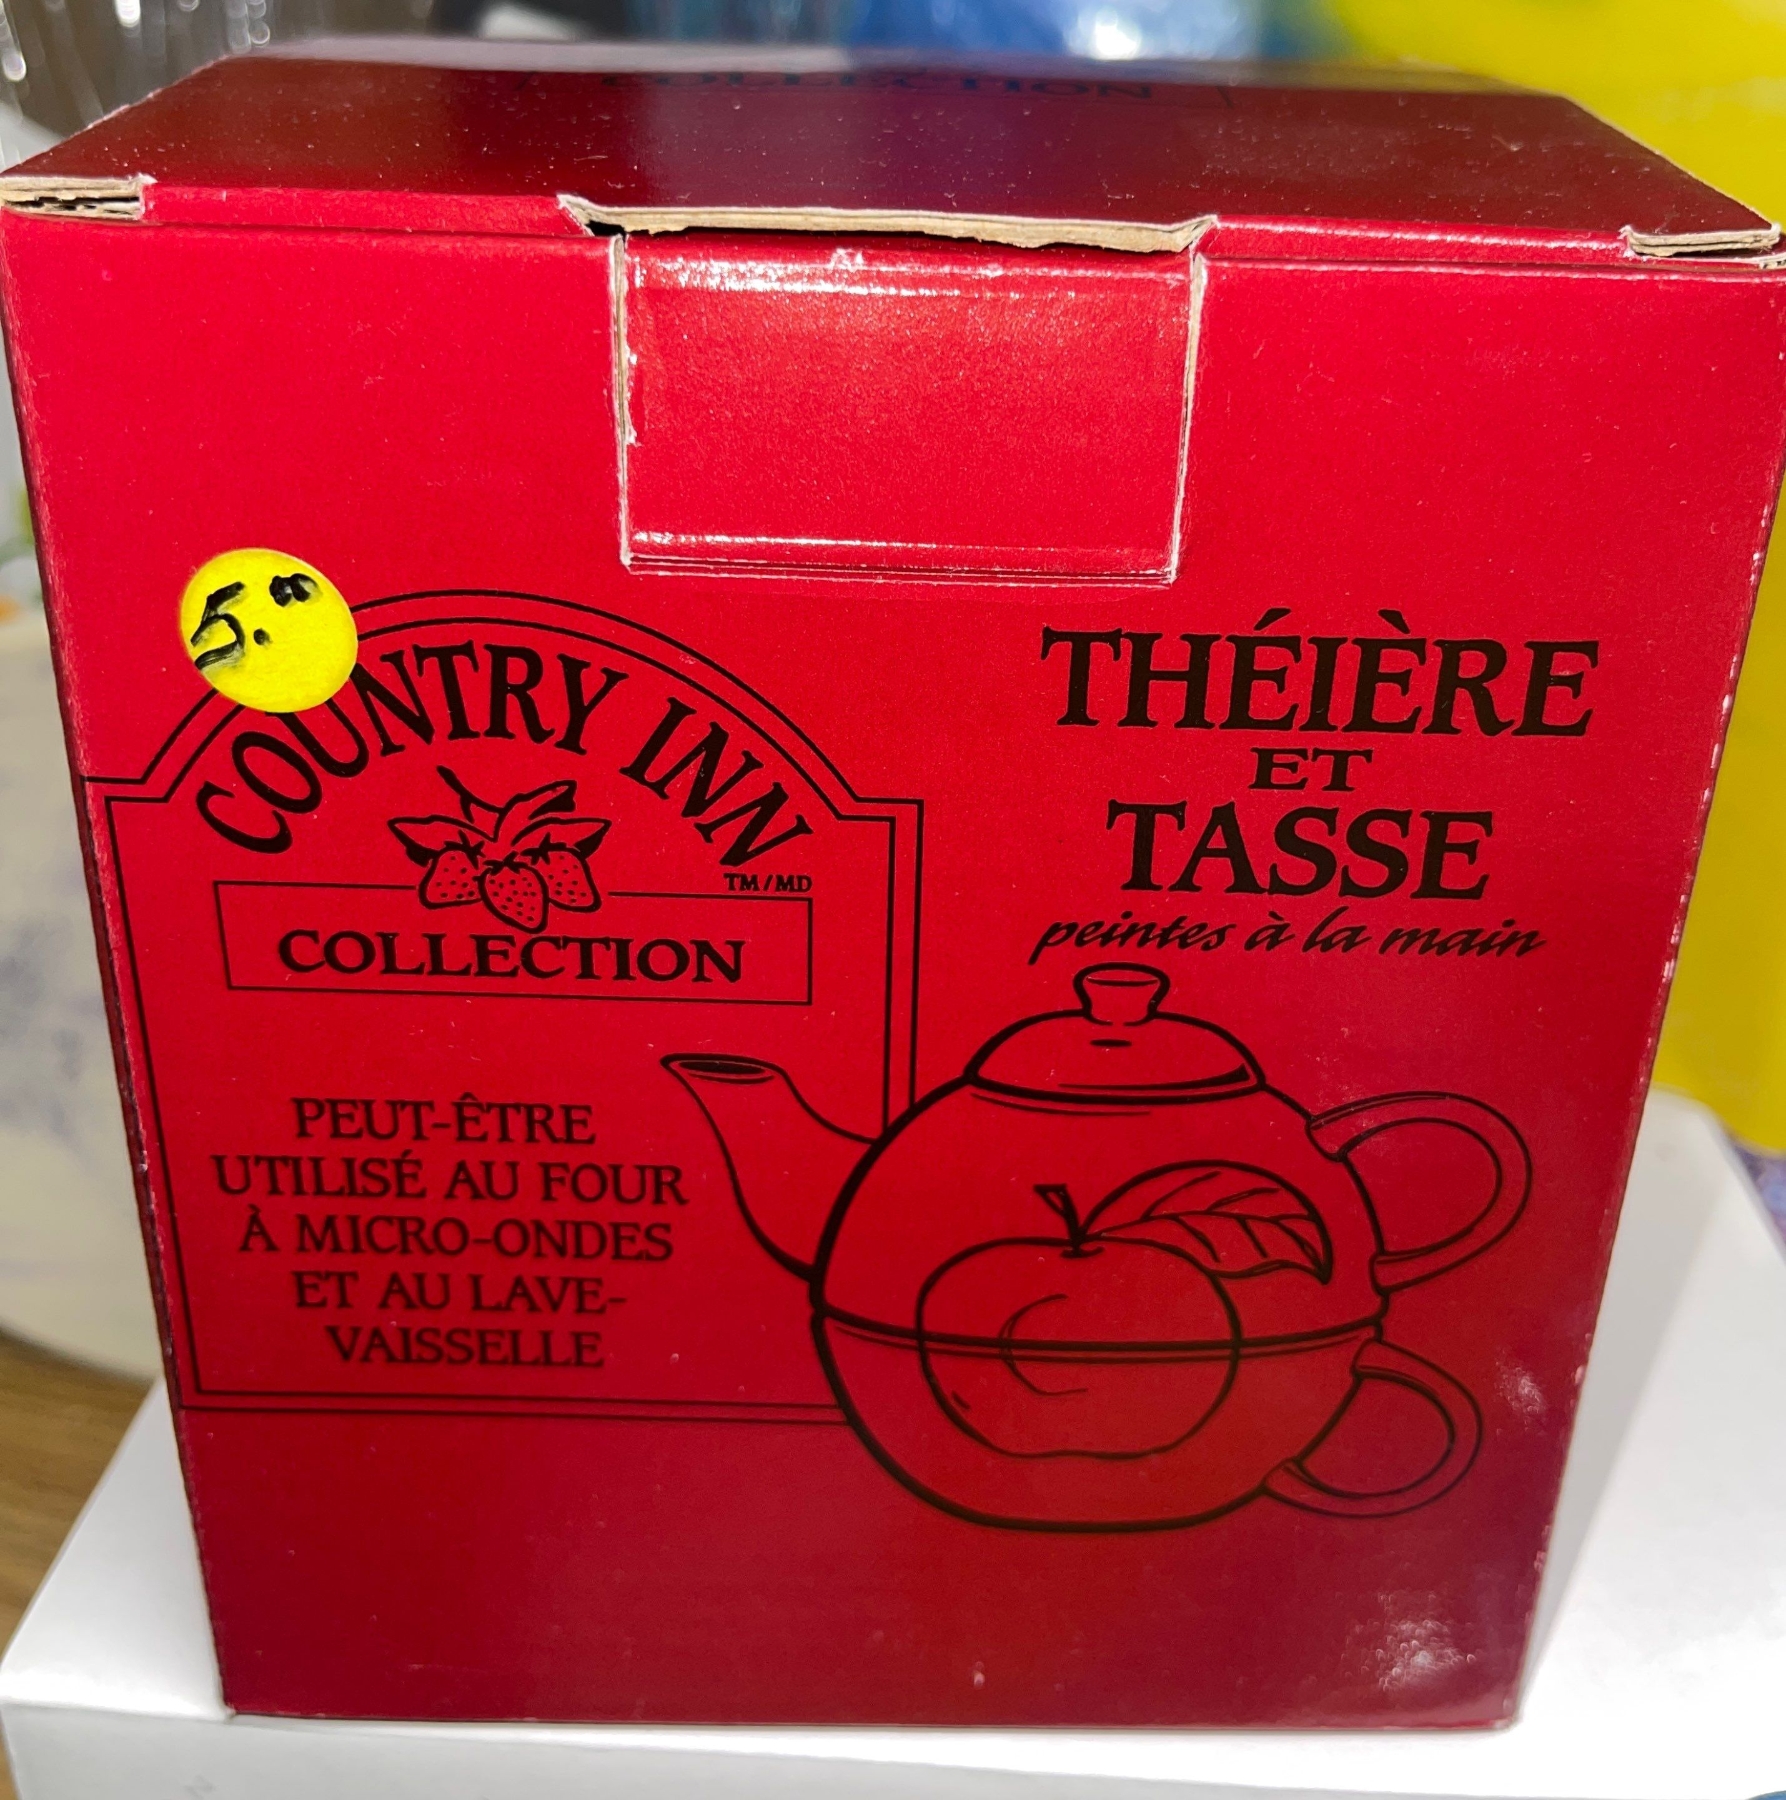 COLLECTION
5.00
COUNTRY INN
TM/MD
COLLECTION
THÉIÈRE
ET
TASSE
peintes à la main
PEUT-ÊTRE
UTILISÉ AU FOUR
À MICRO-ONDES
ET AU LAVE-
VAISSELLE